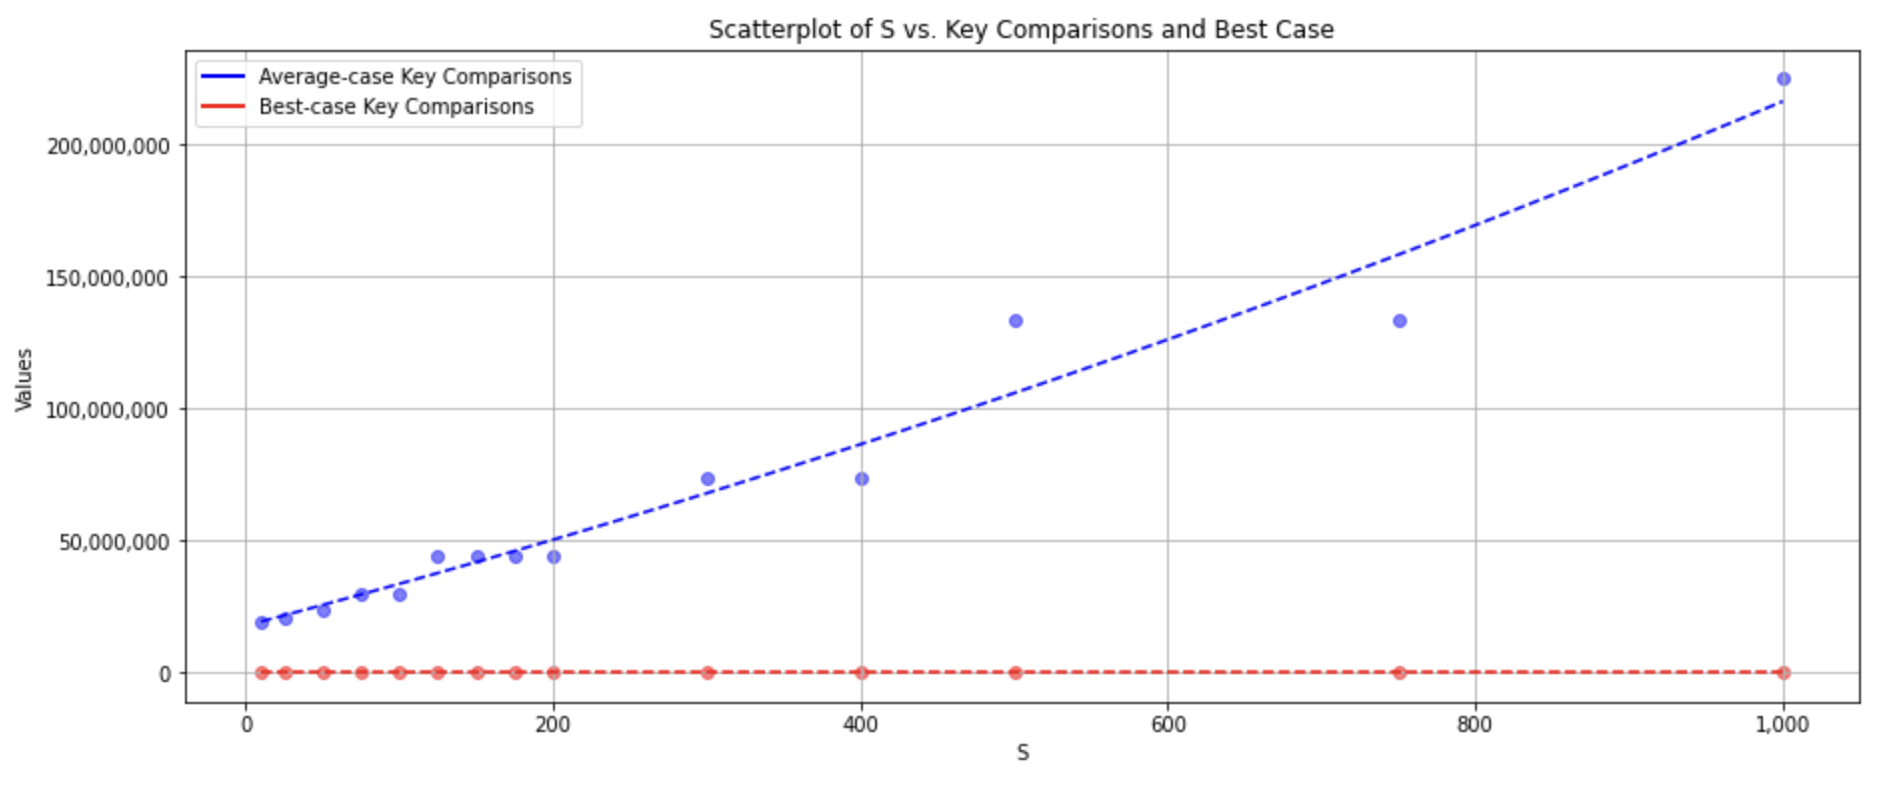 Scatterplot of S vs. Key Comparisons and Best Case
Average-case Key Comparisons
Best-case Key Comparisons
Values
200,000,000
150,000,000
100,000,000
50,000,000
0
0
200
400
600
800
1,000
S